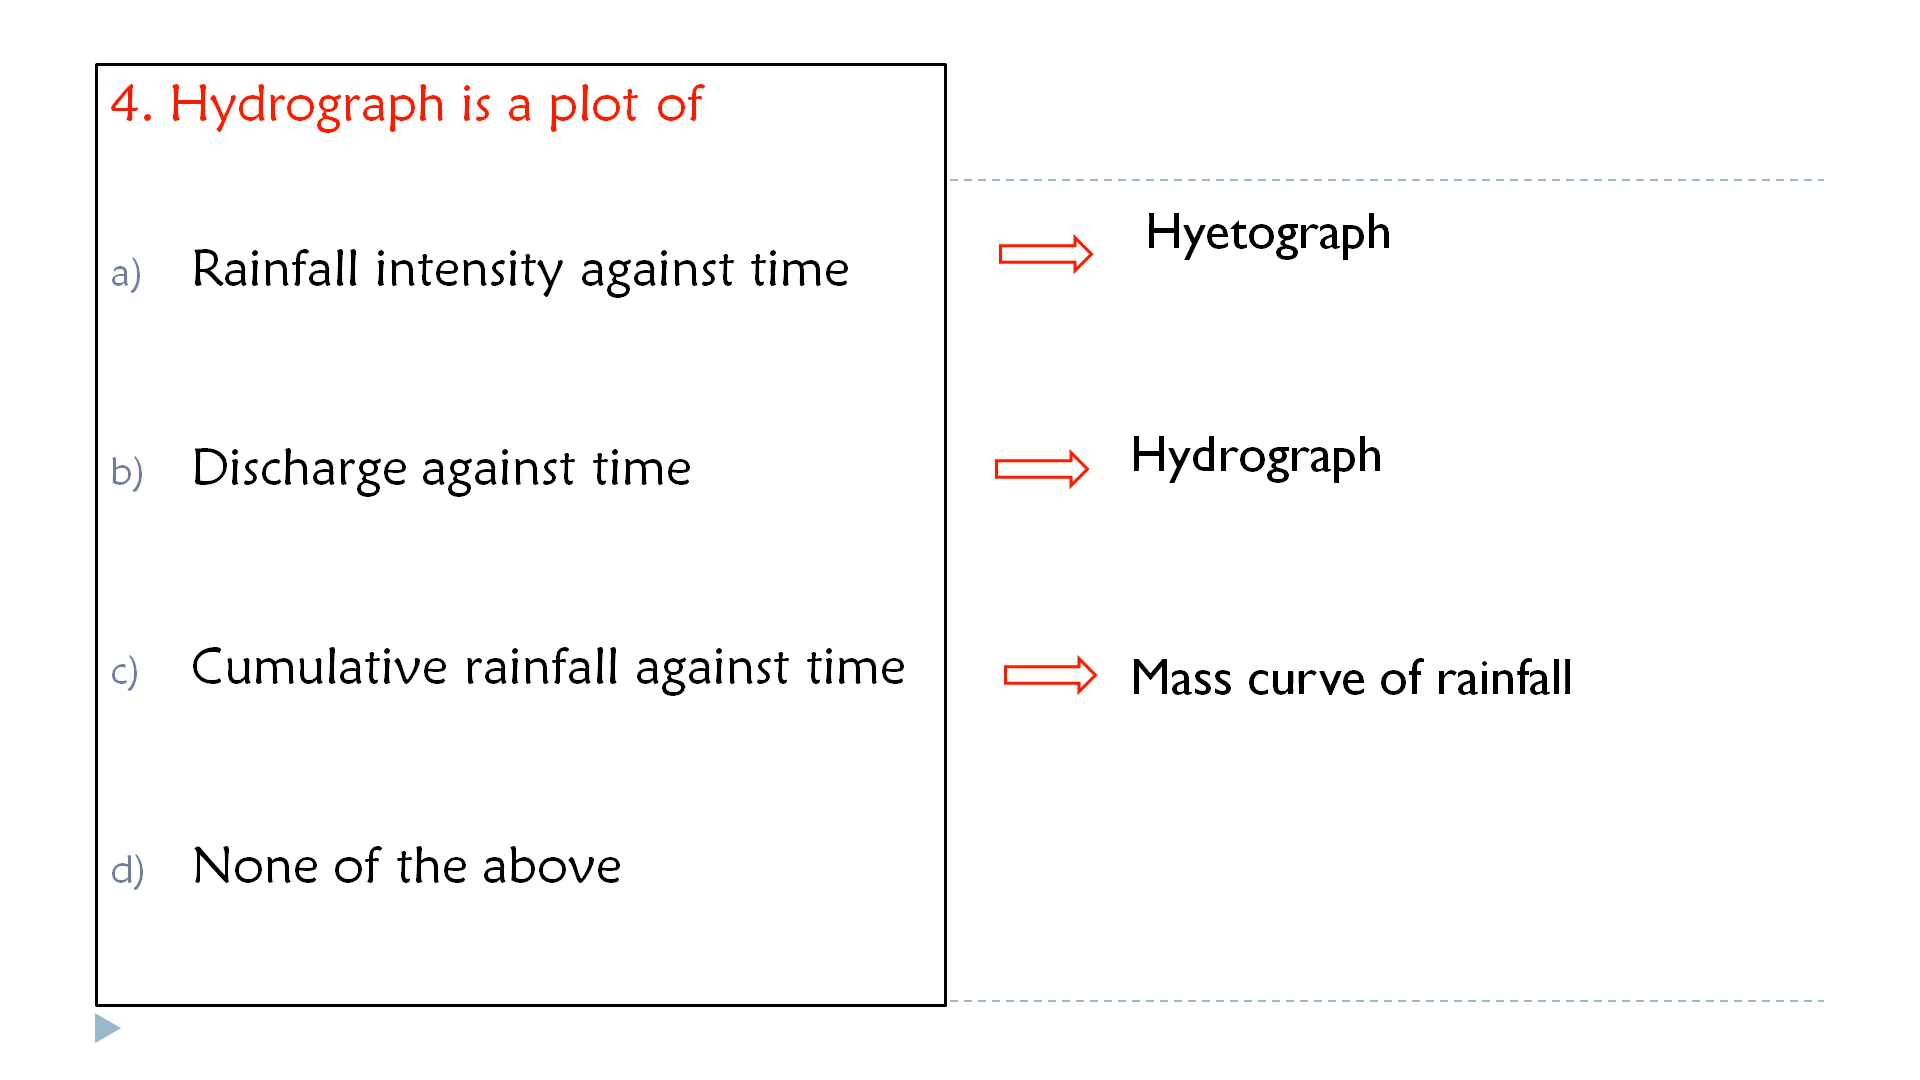 4. Hydrograph is a plot of
a) Rainfall intensity against time
Hyetograph
b) Discharge against time
Hydrograph
c) Cumulative rainfall against time
Mass curve of rainfall
d) None of the above